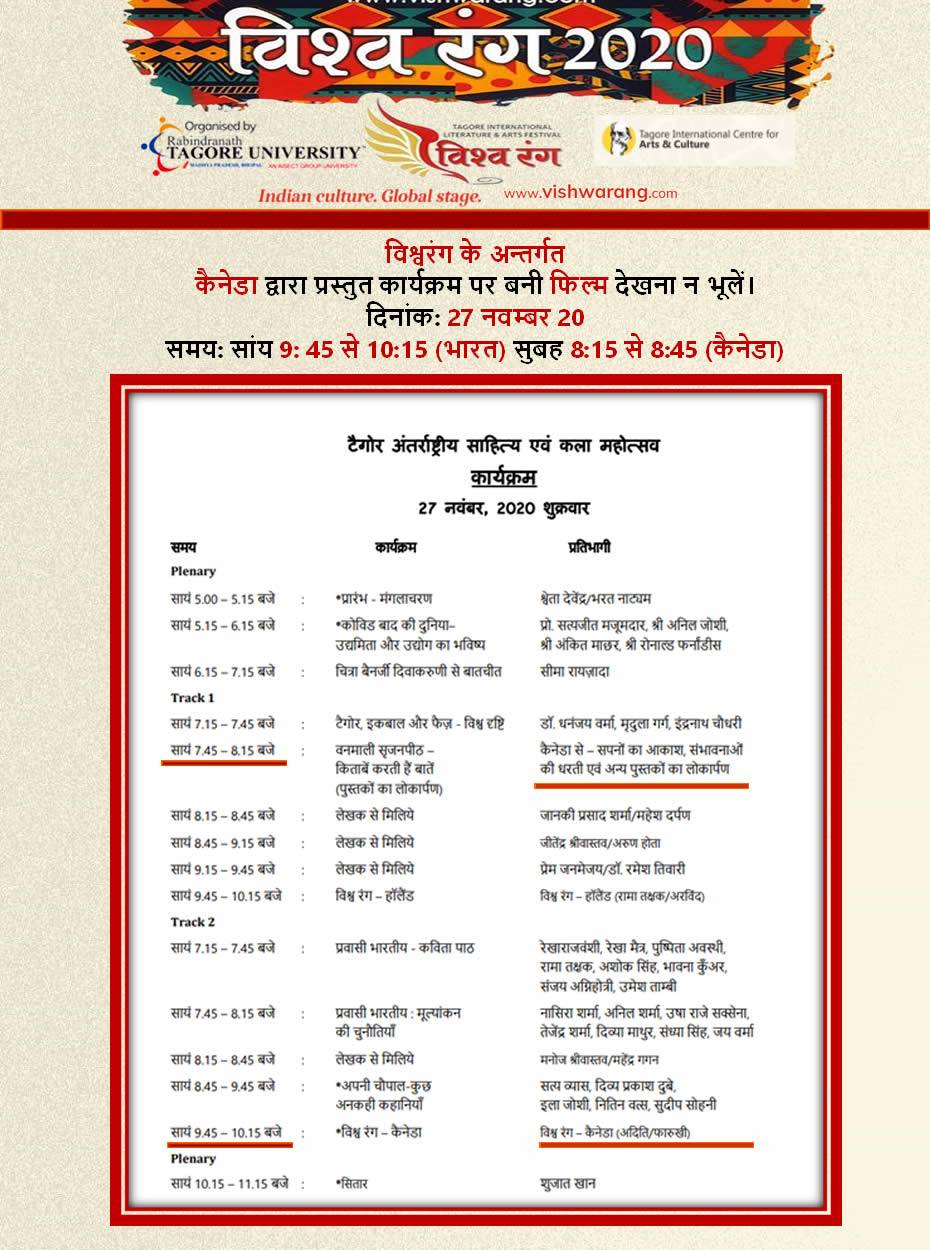 विश्व रंग 2020
Organised by
Rabindranath
TAGORE UNIVERSITY
MADHYA PRADESH, BHOPAL AN AISECT GROUP UNIVERSITY
TAGORE INTERNATIONAL
LITERATURE & ARTS FESTIVAL
विश्व रंग
Tagore International Centre for
Arts & Culture
Indian culture. Global stage. www.vishwarang.com
विश्वरंग के अन्तर्गत
कैनेडा द्वारा प्रस्तुत कार्यक्रम पर बनी फिल्म देखना न भूलें।
दिनांक: 27 नवम्बर 20
समय: सांय 9: 45 से 10:15 (भारत) सुबह 8:15 से 8:45 (कैनेडा)
टैगोर अंतर्राष्ट्रीय साहित्य एवं कला महोत्सव
कार्यक्रम
27 नवंबर, 2020 शुक्रवार
समय कार्यक्रम प्रतिभागी
Plenary
सायं 5.00 – 5.15 बजे : *प्रारंभ - मंगलाचरण श्वेता देवेंद्र/भरत नाट्यम
सायं 5.15 – 6.15 बजे : *कोविड बाद की दुनिया– प्रो. सत्यजीत मजूमदार, श्री अनिल जोशी,
उद्यमिता और उद्योग का भविष्य श्री अंकित माछर, श्री रोनाल्ड फर्नांडीस
सायं 6.15 – 7.15 बजे : चित्रा बैनर्जी दिवाकरुणी से बातचीत सीमा रायज़ादा
Track 1
सायं 7.15 – 7.45 बजे : टैगोर, इकबाल और फैज़ - विश्व दृष्टि डॉ. धनंजय वर्मा, मृदुला गर्ग, इंद्रनाथ चौधरी
सायं 7.45 – 8.15 बजे : वनमाली सृजनपीठ – कैनेडा से – सपनों का आकाश, संभावनाओं
किताबें करती हैं बातें की धरती एवं अन्य पुस्तकों का लोकार्पण
(पुस्तकों का लोकार्पण)
सायं 8.15 – 8.45 बजे : लेखक से मिलिये जानकी प्रसाद शर्मा/महेश दर्पण
सायं 8.45 – 9.15 बजे : लेखक से मिलिये जीतेंद्र श्रीवास्तव/अरुण होता
सायं 9.15 – 9.45 बजे : लेखक से मिलिये प्रेम जनमेजय/डॉ. रमेश तिवारी
सायं 9.45 – 10.15 बजे : विश्व रंग – हॉलैंड विश्व रंग – हॉलैंड (रामा तक्षक/अरविंद)
Track 2
सायं 7.15 – 7.45 बजे : प्रवासी भारतीय - कविता पाठ रेखाराजवंशी, रेखा मैत्र, पुष्पिता अवस्थी,
रामा तक्षक, अशोक सिंह, भावना कुँअर,
संजय अग्निहोत्री, उमेश ताम्बी
सायं 7.45 – 8.15 बजे : प्रवासी भारतीय : मूल्यांकन नासिरा शर्मा, अनिल शर्मा, उषा राजे सक्सेना,
की चुनौतियाँ तेजेंद्र शर्मा, दिव्या माथुर, संध्या सिंह, जय वर्मा
सायं 8.15 – 8.45 बजे : लेखक से मिलिये मनोज श्रीवास्तव/महेंद्र गगन
सायं 8.45 – 9.45 बजे : *अपनी चौपाल-कुछ सत्य व्यास, दिव्य प्रकाश दुबे,
अनकही कहानियाँ इला जोशी, नितिन वत्स, सुदीप सोहनी
सायं 9.45 – 10.15 बजे : *विश्व रंग – कैनेडा विश्व रंग – कैनेडा (अदिति/फारुखी)
Plenary
सायं 10.15 – 11.15 बजे : *सितार शुजात खान